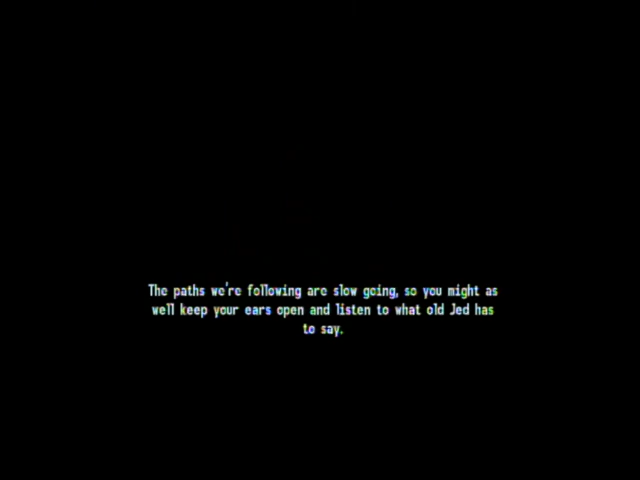 The paths we're following are slow going, so you might as
well keep your ears open and listen to what old Jed has
to say.